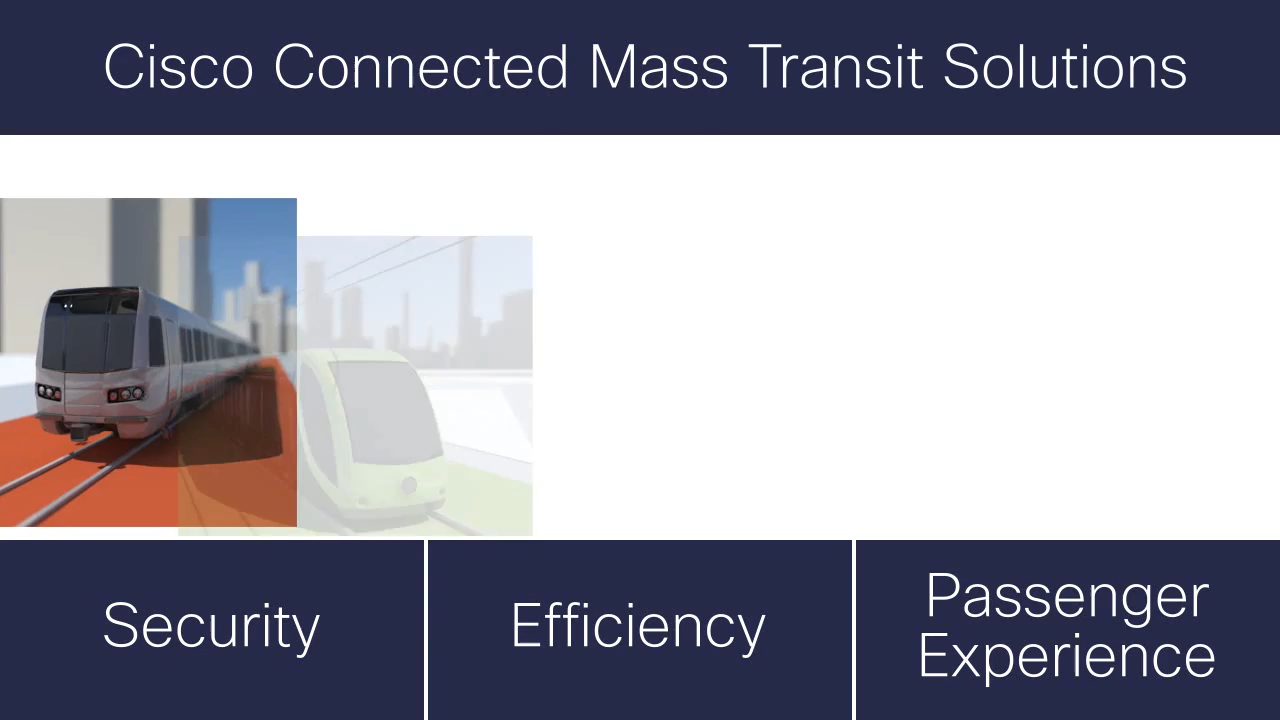 Cisco Connected Mass Transit Solutions
Security
Efficiency
Passenger
Experience